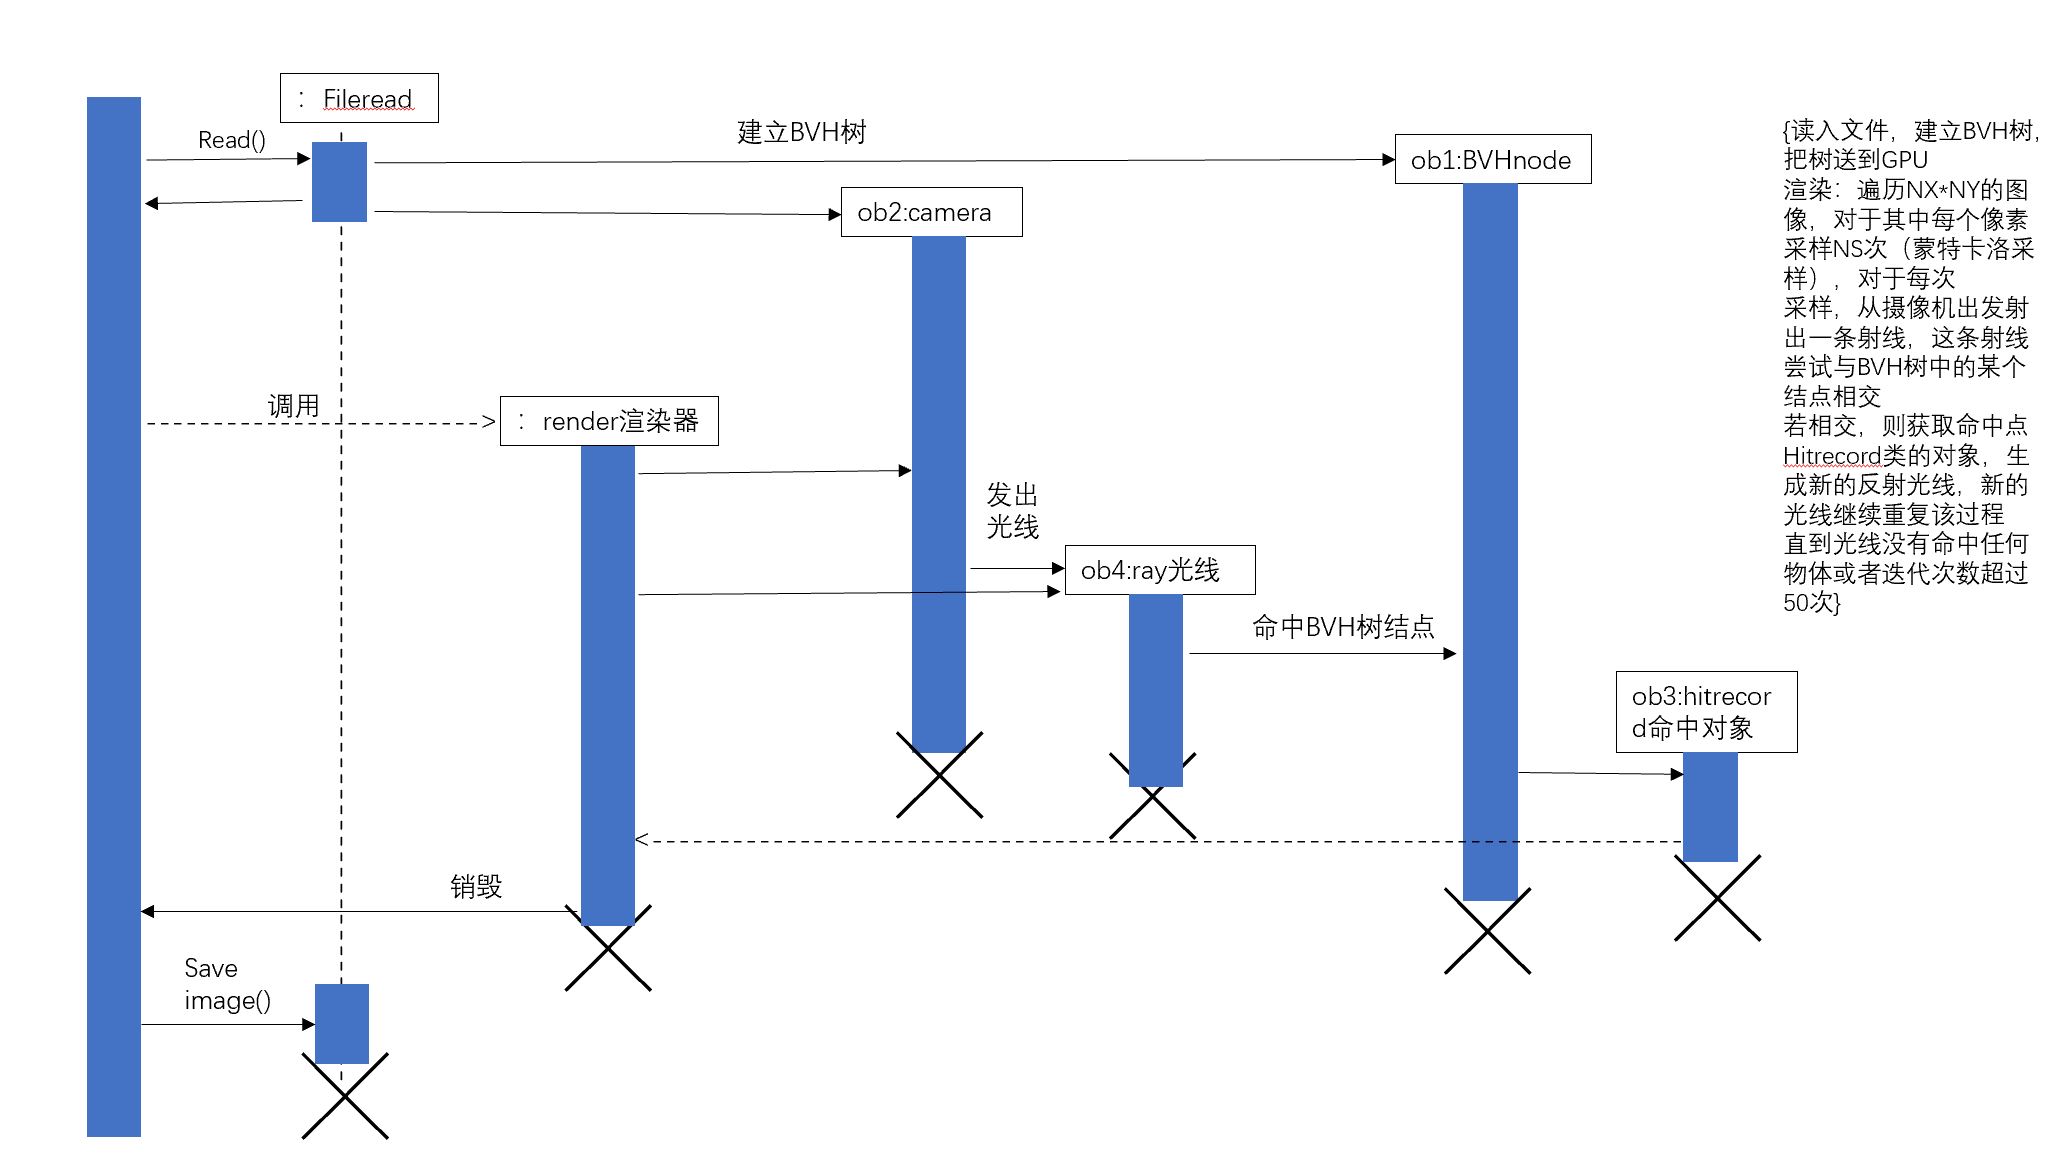 ： Fileread
Read()
建立BVH树
ob1:BVHnode
ob2:camera
调用
： render渲染器
发出
光线
ob4:ray光线
命中BVH树结点
ob3:hitrecor
d命中对象
销毁
Save
image()
{读入文件，建立BVH树，
把树送到GPU
渲染：遍历NX*NY的图
像，对于其中每个像素
采样NS次（蒙特卡洛采
样），对于每次
采样，从摄像机出发射
出一条射线，这条射线
尝试与BVH树中的某个
结点相交
若相交，则获取命中点
Hitrecord类的对象，生
成新的反射光线，新的
光线继续重复该过程
直到光线没有命中任何
物体或者迭代次数超过
50次}